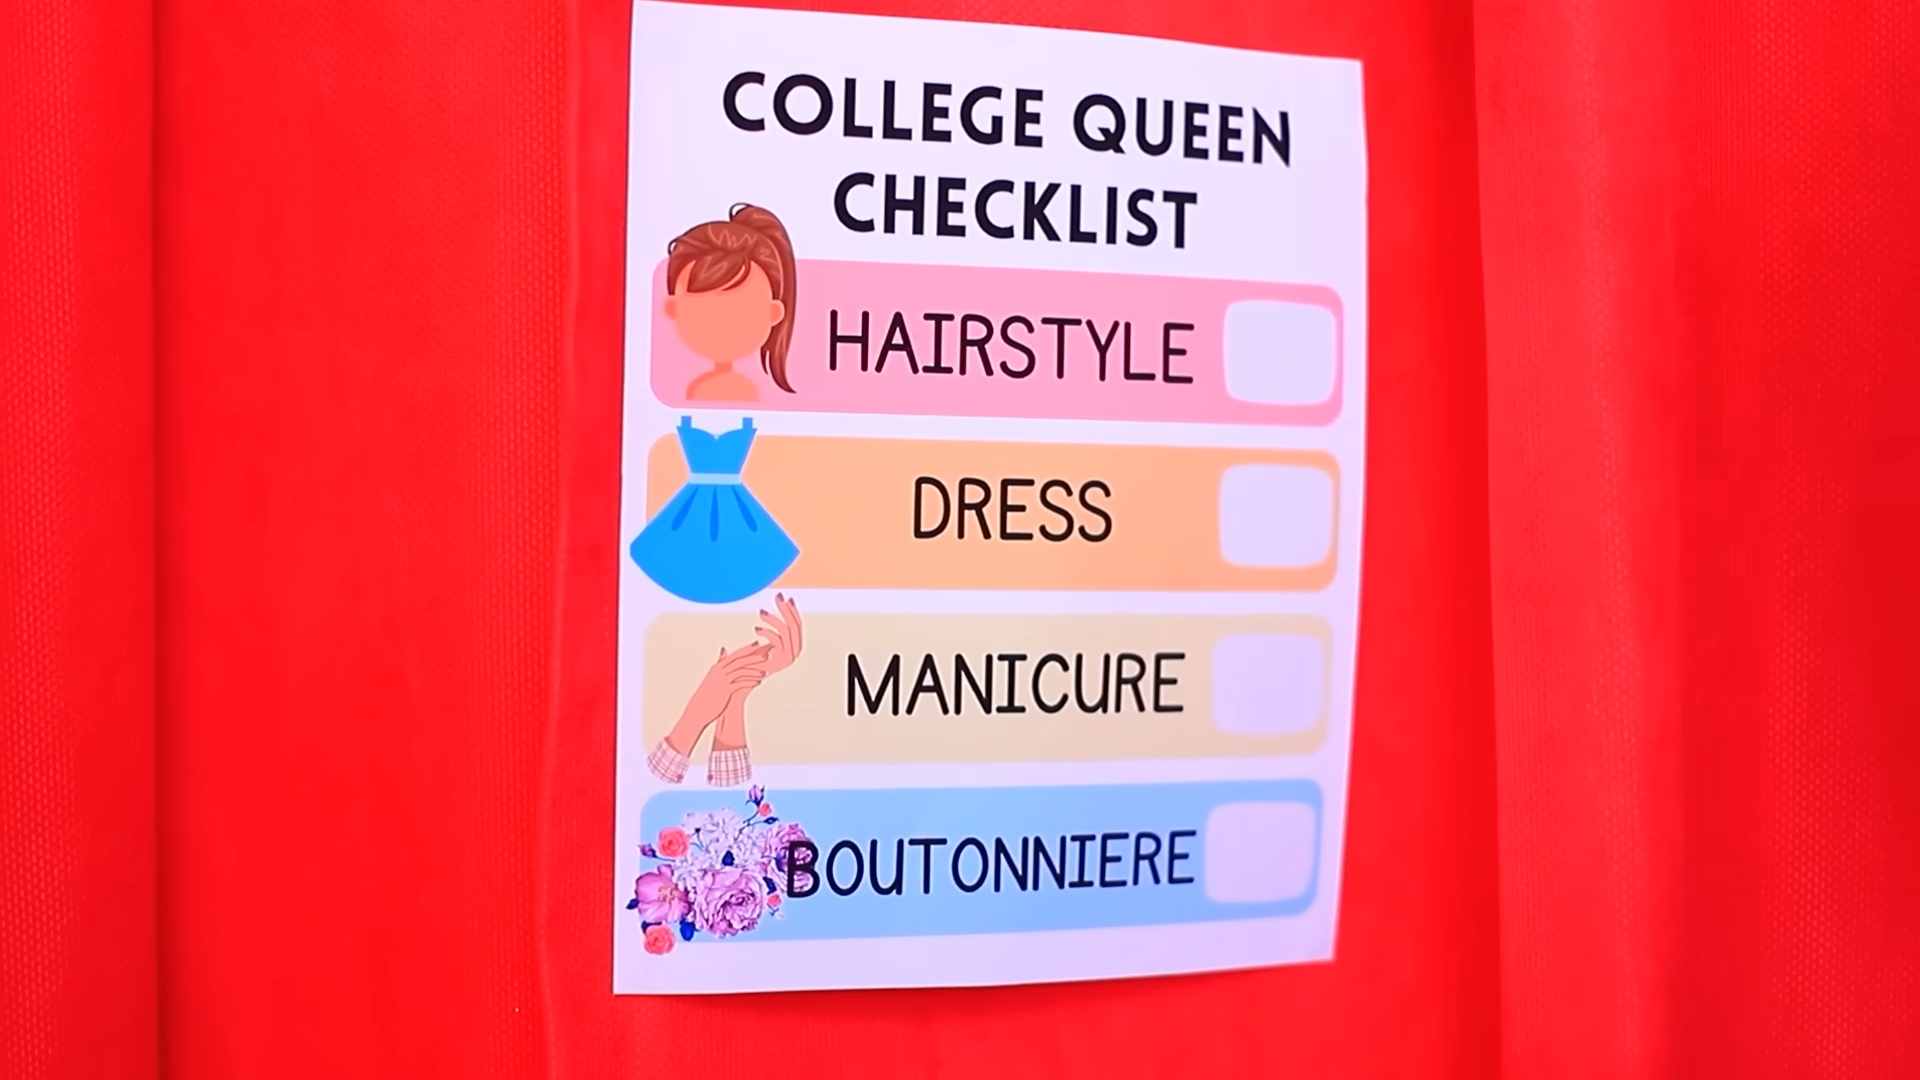 COLLEGE QUEEN
CHECKLIST
HAIRSTYLE
DRESS
MANICURE
BOUTONNIERE